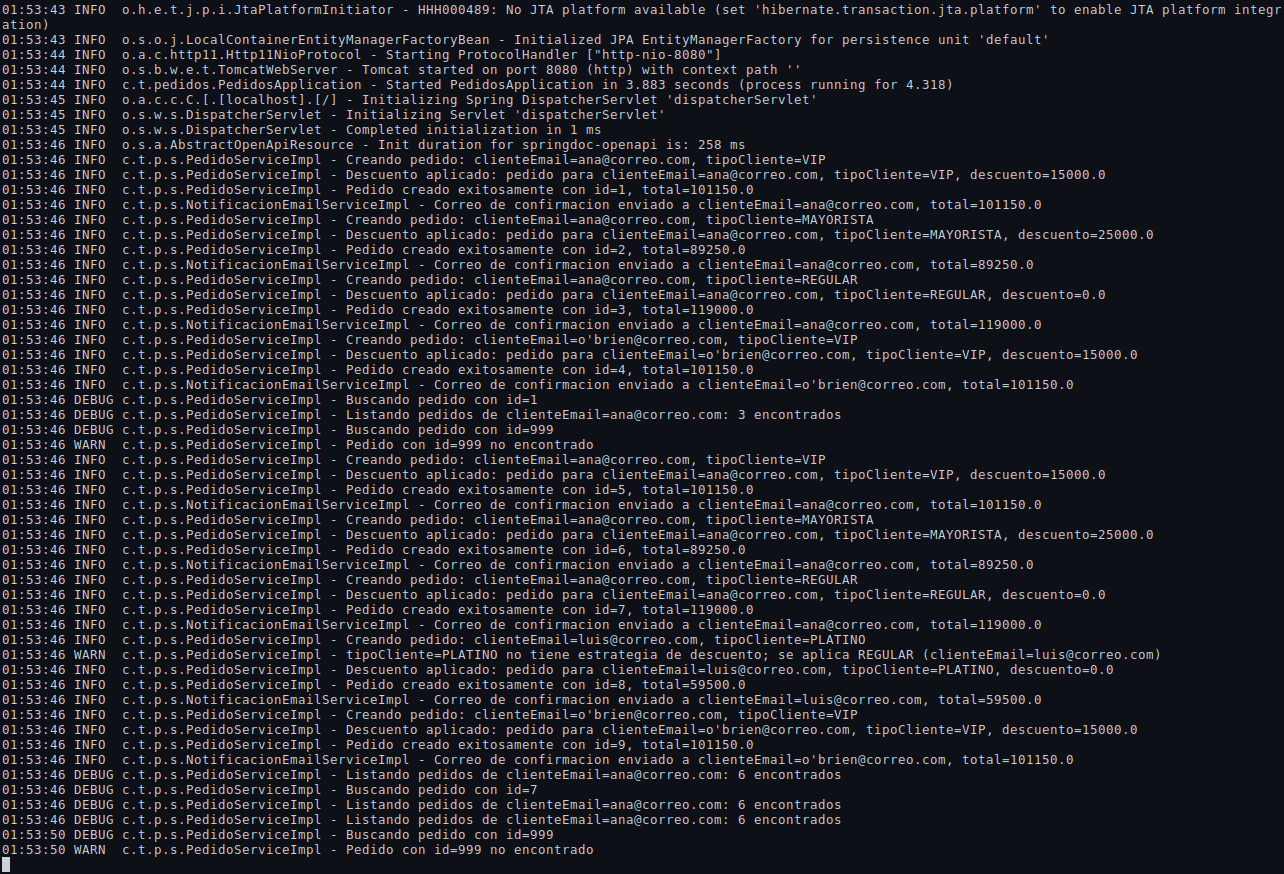 01:53:43 INFO  o.h.e.t.j.p.i.JtaPlatformInitiator - HHH000489: No JTA platform available (set 'hibernate.transaction.jta.platform' to enable JTA platform integr
ation)
01:53:43 INFO  o.s.o.j.LocalContainerEntityManagerFactoryBean - Initialized JPA EntityManagerFactory for persistence unit 'default'
01:53:44 INFO  o.a.c.http11.Http11NioProtocol - Starting ProtocolHandler ["http-nio-8080"]
01:53:44 INFO  o.s.b.w.e.t.TomcatWebServer - Tomcat started on port 8080 (http) with context path ''
01:53:44 INFO  c.t.pedidos.PedidosApplication - Started PedidosApplication in 3.883 seconds (process running for 4.318)
01:53:45 INFO  o.a.c.c.C.[.[localhost].[/] - Initializing Spring DispatcherServlet 'dispatcherServlet'
01:53:45 INFO  o.s.w.s.DispatcherServlet - Initializing Servlet 'dispatcherServlet'
01:53:45 INFO  o.s.w.s.DispatcherServlet - Completed initialization in 1 ms
01:53:46 INFO  o.s.a.AbstractOpenApiResource - Init duration for springdoc-openapi is: 258 ms
01:53:46 INFO  c.t.p.s.PedidoServiceImpl - Creando pedido: clienteEmail=ana@correo.com, tipoCliente=VIP
01:53:46 INFO  c.t.p.s.PedidoServiceImpl - Descuento aplicado: pedido para clienteEmail=ana@correo.com, tipoCliente=VIP, descuento=15000.0
01:53:46 INFO  c.t.p.s.PedidoServiceImpl - Pedido creado exitosamente con id=1, total=101150.0
01:53:46 INFO  c.t.p.s.NotificacionEmailServiceImpl - Correo de confirmacion enviado a clienteEmail=ana@correo.com, total=101150.0
01:53:46 INFO  c.t.p.s.PedidoServiceImpl - Creando pedido: clienteEmail=ana@correo.com, tipoCliente=MAYORISTA
01:53:46 INFO  c.t.p.s.PedidoServiceImpl - Descuento aplicado: pedido para clienteEmail=ana@correo.com, tipoCliente=MAYORISTA, descuento=25000.0
01:53:46 INFO  c.t.p.s.PedidoServiceImpl - Pedido creado exitosamente con id=2, total=89250.0
01:53:46 INFO  c.t.p.s.NotificacionEmailServiceImpl - Correo de confirmacion enviado a clienteEmail=ana@correo.com, total=89250.0
01:53:46 INFO  c.t.p.s.PedidoServiceImpl - Creando pedido: clienteEmail=ana@correo.com, tipoCliente=REGULAR
01:53:46 INFO  c.t.p.s.PedidoServiceImpl - Descuento aplicado: pedido para clienteEmail=ana@correo.com, tipoCliente=REGULAR, descuento=0.0
01:53:46 INFO  c.t.p.s.PedidoServiceImpl - Pedido creado exitosamente con id=3, total=119000.0
01:53:46 INFO  c.t.p.s.NotificacionEmailServiceImpl - Correo de confirmacion enviado a clienteEmail=ana@correo.com, total=119000.0
01:53:46 INFO  c.t.p.s.PedidoServiceImpl - Creando pedido: clienteEmail=o'brien@correo.com, tipoCliente=VIP
01:53:46 INFO  c.t.p.s.PedidoServiceImpl - Descuento aplicado: pedido para clienteEmail=o'brien@correo.com, tipoCliente=VIP, descuento=15000.0
01:53:46 INFO  c.t.p.s.PedidoServiceImpl - Pedido creado exitosamente con id=4, total=101150.0
01:53:46 INFO  c.t.p.s.NotificacionEmailServiceImpl - Correo de confirmacion enviado a clienteEmail=o'brien@correo.com, total=101150.0
01:53:46 DEBUG c.t.p.s.PedidoServiceImpl - Buscando pedido con id=1
01:53:46 DEBUG c.t.p.s.PedidoServiceImpl - Listando pedidos de clienteEmail=ana@correo.com: 3 encontrados
01:53:46 DEBUG c.t.p.s.PedidoServiceImpl - Buscando pedido con id=999
01:53:46 WARN  c.t.p.s.PedidoServiceImpl - Pedido con id=999 no encontrado
01:53:46 INFO  c.t.p.s.PedidoServiceImpl - Creando pedido: clienteEmail=ana@correo.com, tipoCliente=VIP
01:53:46 INFO  c.t.p.s.PedidoServiceImpl - Descuento aplicado: pedido para clienteEmail=ana@correo.com, tipoCliente=VIP, descuento=15000.0
01:53:46 INFO  c.t.p.s.PedidoServiceImpl - Pedido creado exitosamente con id=5, total=101150.0
01:53:46 INFO  c.t.p.s.NotificacionEmailServiceImpl - Correo de confirmacion enviado a clienteEmail=ana@correo.com, total=101150.0
01:53:46 INFO  c.t.p.s.PedidoServiceImpl - Creando pedido: clienteEmail=ana@correo.com, tipoCliente=MAYORISTA
01:53:46 INFO  c.t.p.s.PedidoServiceImpl - Descuento aplicado: pedido para clienteEmail=ana@correo.com, tipoCliente=MAYORISTA, descuento=25000.0
01:53:46 INFO  c.t.p.s.PedidoServiceImpl - Pedido creado exitosamente con id=6, total=89250.0
01:53:46 INFO  c.t.p.s.NotificacionEmailServiceImpl - Correo de confirmacion enviado a clienteEmail=ana@correo.com, total=89250.0
01:53:46 INFO  c.t.p.s.PedidoServiceImpl - Creando pedido: clienteEmail=ana@correo.com, tipoCliente=REGULAR
01:53:46 INFO  c.t.p.s.PedidoServiceImpl - Descuento aplicado: pedido para clienteEmail=ana@correo.com, tipoCliente=REGULAR, descuento=0.0
01:53:46 INFO  c.t.p.s.PedidoServiceImpl - Pedido creado exitosamente con id=7, total=119000.0
01:53:46 INFO  c.t.p.s.NotificacionEmailServiceImpl - Correo de confirmacion enviado a clienteEmail=ana@correo.com, total=119000.0
01:53:46 INFO  c.t.p.s.PedidoServiceImpl - Creando pedido: clienteEmail=luis@correo.com, tipoCliente=PLATINO
01:53:46 WARN  c.t.p.s.PedidoServiceImpl - tipoCliente=PLATINO no tiene estrategia de descuento; se aplica REGULAR (clienteEmail=luis@correo.com)
01:53:46 INFO  c.t.p.s.PedidoServiceImpl - Descuento aplicado: pedido para clienteEmail=luis@correo.com, tipoCliente=PLATINO, descuento=0.0
01:53:46 INFO  c.t.p.s.PedidoServiceImpl - Pedido creado exitosamente con id=8, total=59500.0
01:53:46 INFO  c.t.p.s.NotificacionEmailServiceImpl - Correo de confirmacion enviado a clienteEmail=luis@correo.com, total=59500.0
01:53:46 INFO  c.t.p.s.PedidoServiceImpl - Creando pedido: clienteEmail=o'brien@correo.com, tipoCliente=VIP
01:53:46 INFO  c.t.p.s.PedidoServiceImpl - Descuento aplicado: pedido para clienteEmail=o'brien@correo.com, tipoCliente=VIP, descuento=15000.0
01:53:46 INFO  c.t.p.s.PedidoServiceImpl - Pedido creado exitosamente con id=9, total=101150.0
01:53:46 INFO  c.t.p.s.NotificacionEmailServiceImpl - Correo de confirmacion enviado a clienteEmail=o'brien@correo.com, total=101150.0
01:53:46 DEBUG c.t.p.s.PedidoServiceImpl - Listando pedidos de clienteEmail=ana@correo.com: 6 encontrados
01:53:46 DEBUG c.t.p.s.PedidoServiceImpl - Buscando pedido con id=7
01:53:46 DEBUG c.t.p.s.PedidoServiceImpl - Listando pedidos de clienteEmail=ana@correo.com: 6 encontrados
01:53:46 DEBUG c.t.p.s.PedidoServiceImpl - Listando pedidos de clienteEmail=ana@correo.com: 6 encontrados
01:53:50 DEBUG c.t.p.s.PedidoServiceImpl - Buscando pedido con id=999
01:53:50 WARN  c.t.p.s.PedidoServiceImpl - Pedido con id=999 no encontrado